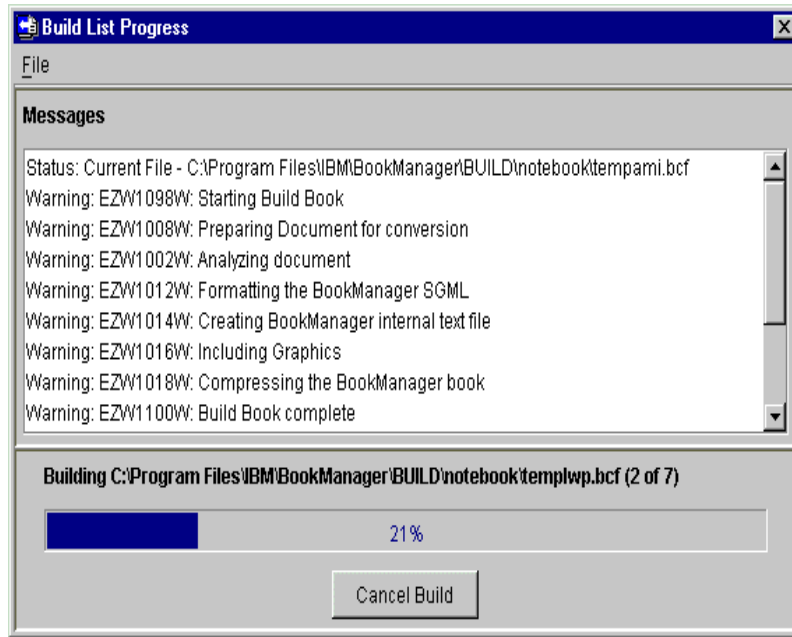 Build List Progress
File
Messages
Status: Current File - C:\Program Files\IBM\BookManager\BUILD\notebook\tempami.bcf
Warning: EZW1098W: Starting Build Book
Warning: EZW1008W: Preparing Document for conversion
Warning: EZW1002W: Analyzing document
Warning: EZW1012W: Formatting the BookManager SGML
Warning: EZW1014W: Creating BookManager internal text file
Warning: EZW1016W: Including Graphics
Warning: EZW1018W: Compressing the BookManager book
Warning: EZW1100W: Build Book complete
Building C:\Program Files\IBM\BookManager\BUILD\notebook\templwp.bcf (2 of 7)
21%
Cancel Build